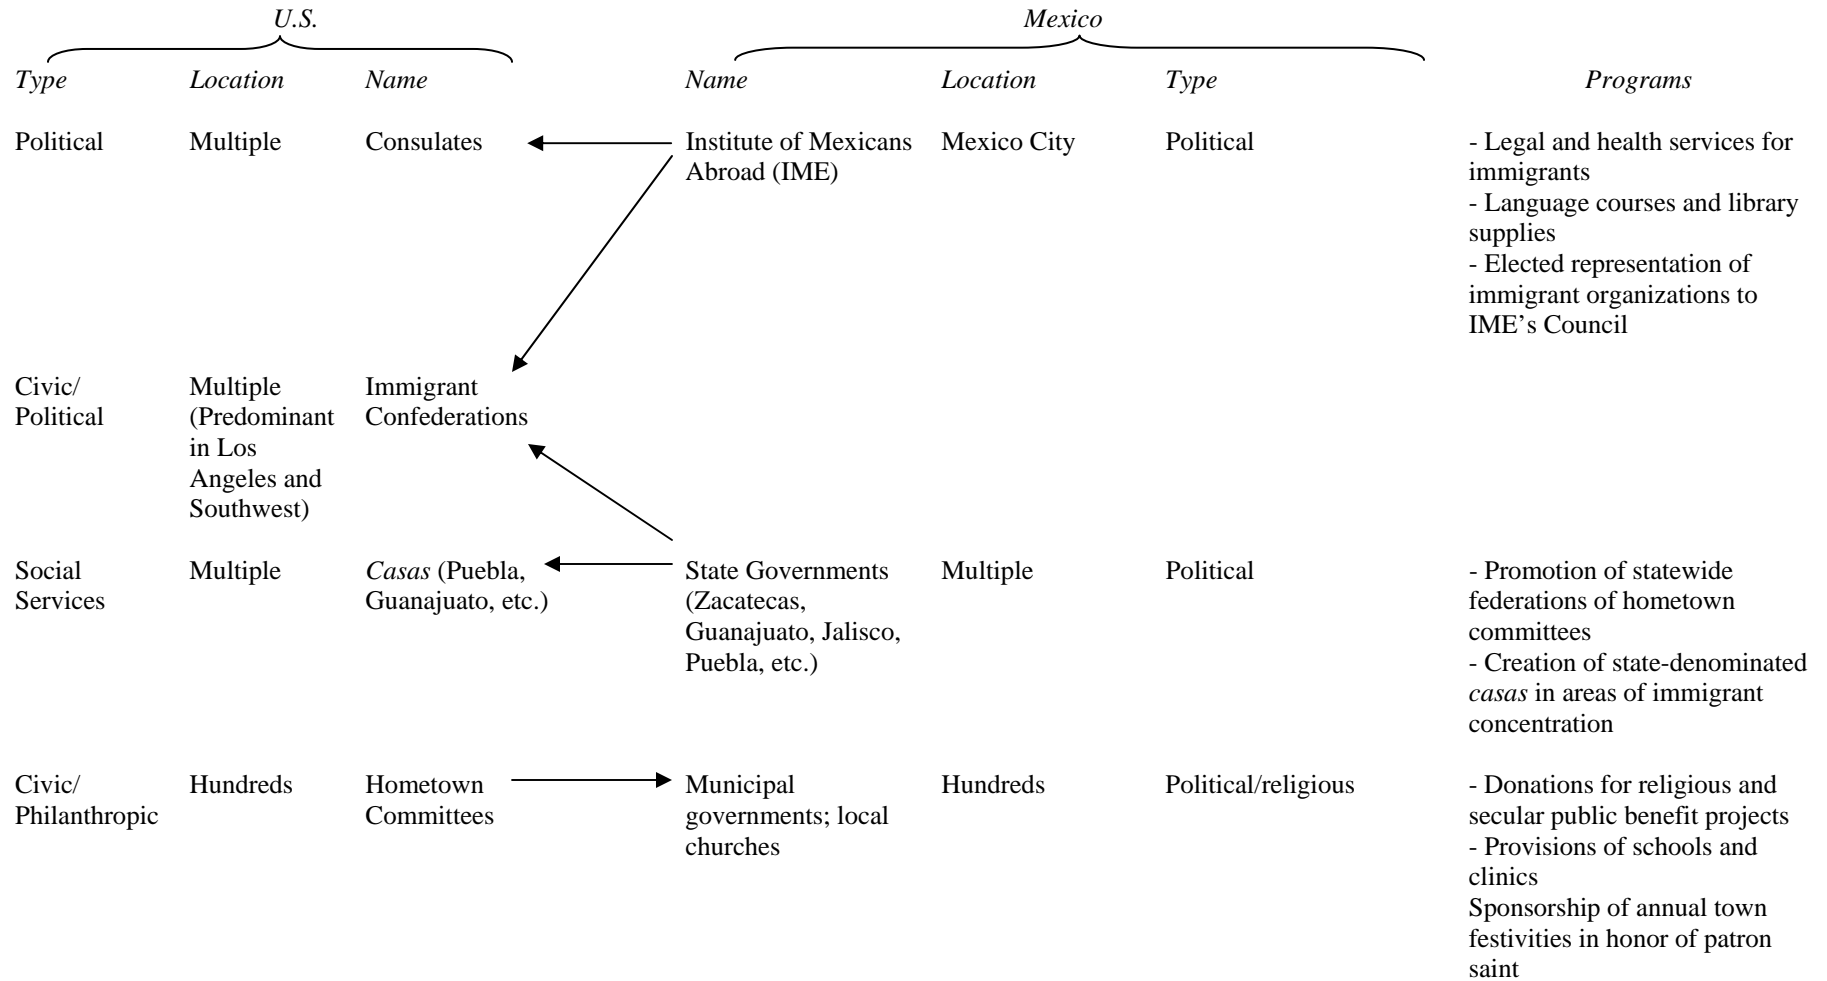 U.S. Mexico
Type Location Name Name Location Type Programs
Political Multiple Consulates Institute of Mexicans Mexico City Political - Legal and health services for
Abroad (IME) immigrants
- Language courses and library
supplies
- Elected representation of
immigrant organizations to
IME’s Council
Civic/ Multiple Immigrant
Political (Predominant Confederations
in Los
Angeles and
Southwest)
Social Multiple Casas (Puebla, State Governments Multiple Political - Promotion of statewide
Services Guanajuato, etc.) (Zacatecas, federations of hometown
Guanajuato, Jalisco, committees
Puebla, etc.) - Creation of state-denominated
casas in areas of immigrant
concentration
Civic/ Hundreds Hometown Municipal Hundreds Political/religious - Donations for religious and
Philanthropic Committees governments; local secular public benefit projects
churches - Provisions of schools and
clinics
Sponsorship of annual town
festivities in honor of patron
saint